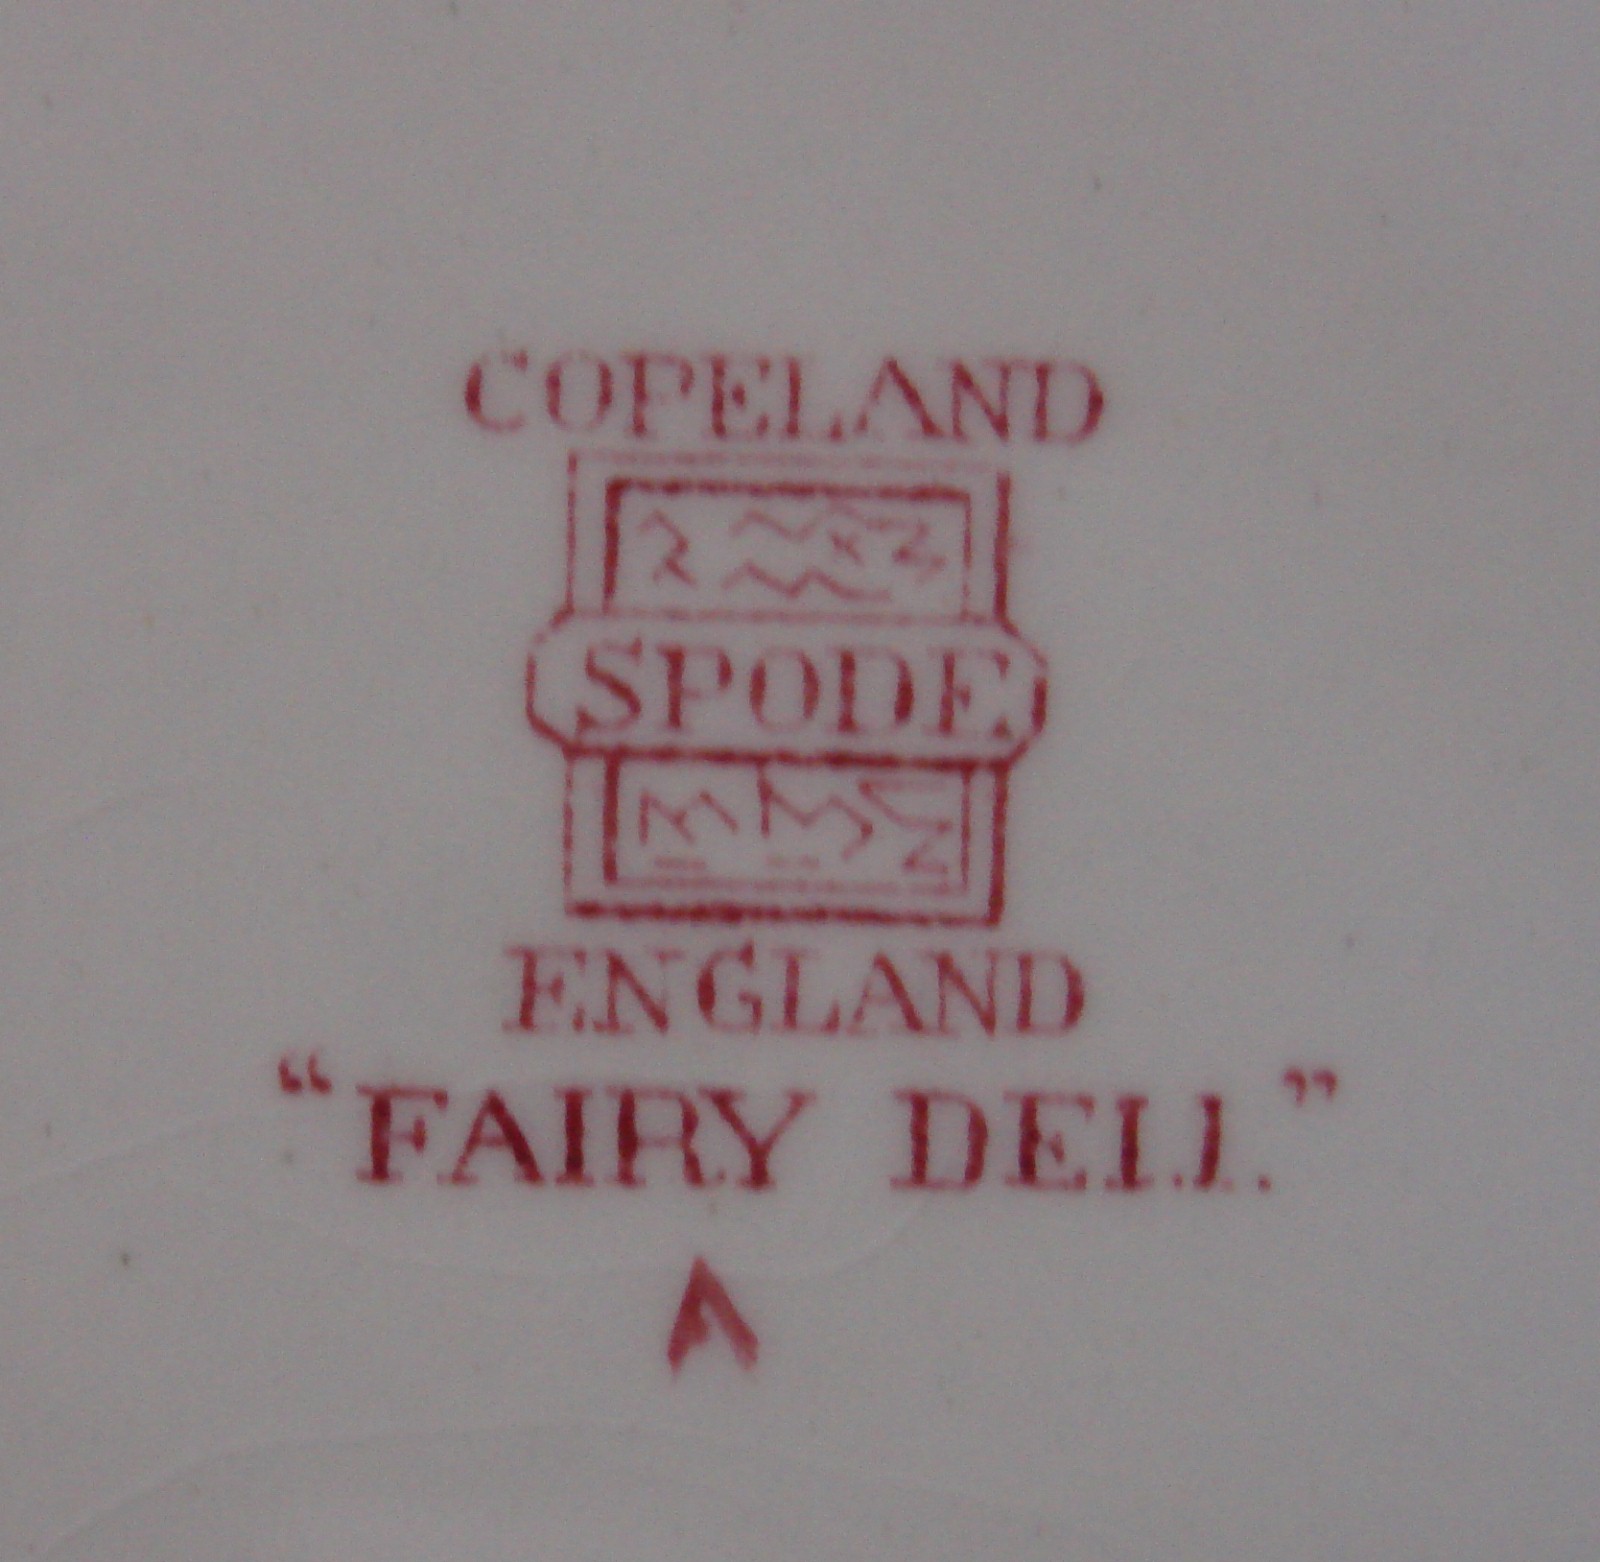 COPELAND
SPODE
ENGLAND
“FAIRY DELL”
A